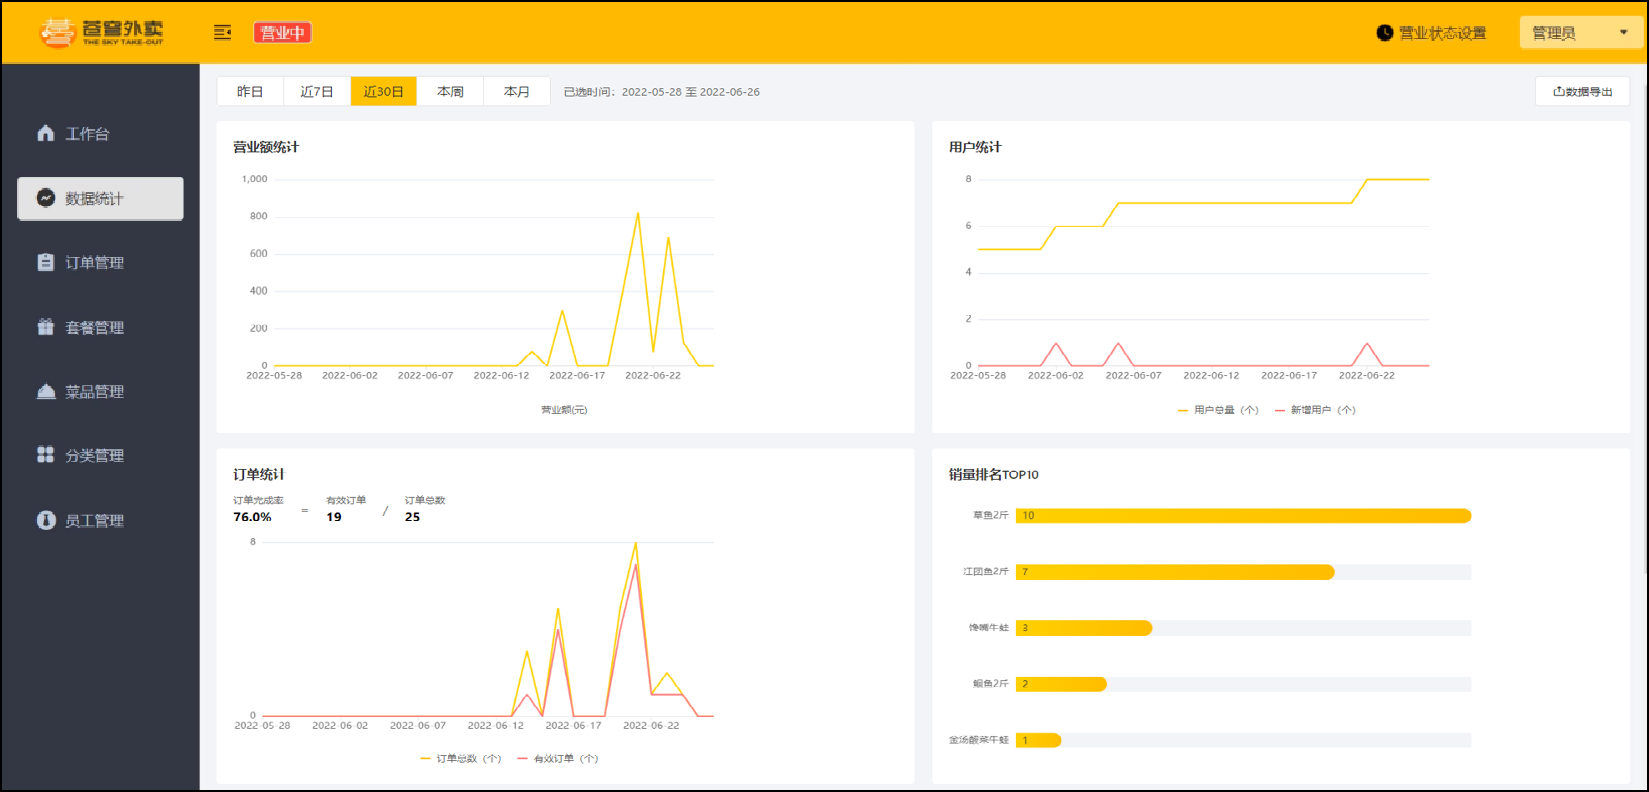 苍穹外卖
THE SKY TAKE-OUT
营业中
营业状态设置
管理员
工作台
数据统计
订单管理
套餐管理
菜品管理
分类管理
员工管理
昨日 近7日 近30日 本周 本月 已选时间：2022-05-28 至 2022-06-26
数据导出
营业额统计
1,000
800
600
400
200
0
2022-05-28 2022-06-02 2022-06-07 2022-06-12 2022-06-17 2022-06-22
营业额(元)
用户统计
8
6
4
2
0
2022-05-28 2022-06-02 2022-06-07 2022-06-12 2022-06-17 2022-06-22
用户总量（个） 新增用户（个）
订单统计
订单完成率 有效订单 订单总数
76.0% = 19 / 25
8
0
2022-05-28 2022-06-02 2022-06-07 2022-06-12 2022-06-17 2022-06-22
订单总数（个） 有效订单（个）
销量排名TOP10
草鱼2斤 10
江团鱼2斤 7
馋嘴牛蛙 3
鮰鱼2斤 2
金汤酸菜牛蛙 1